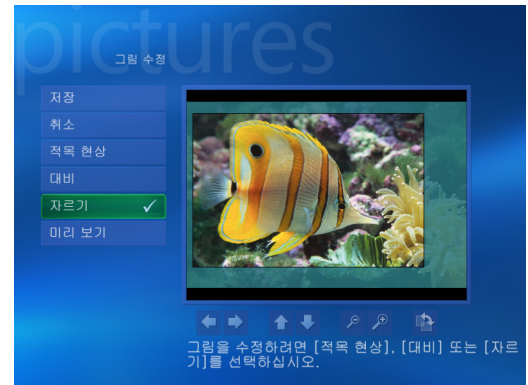 pictures
그림 수정
저장
취소
적목 현상
대비
자르기
미리 보기
그림을 수정하려면 [적목 현상], [대비] 또는 [자르
기]를 선택하십시오.